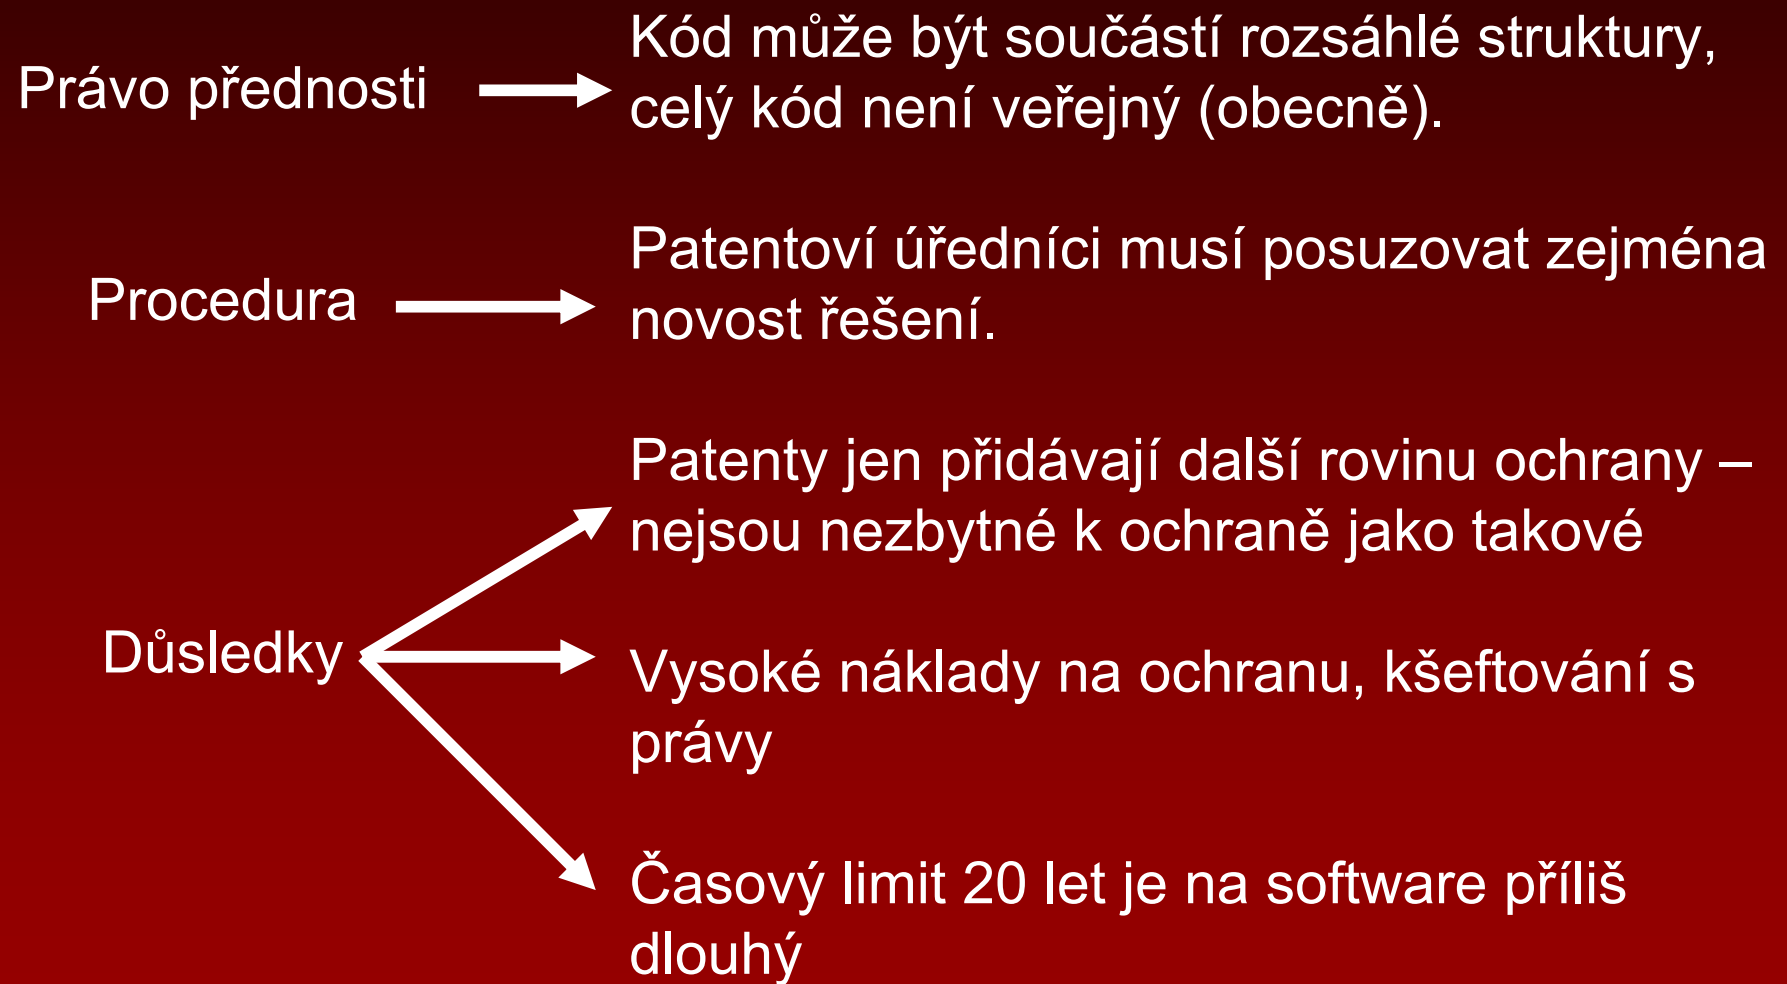 Právo přednosti
Kód může být součástí rozsáhlé struktury,
celý kód není veřejný (obecně).
Procedura
Patentoví úředníci musí posuzovat zejména
novost řešení.
Důsledky
Patenty jen přidávají další rovinu ochrany –
nejsou nezbytné k ochraně jako takové
Vysoké náklady na ochranu, kšeftování s
právy
Časový limit 20 let je na software příliš
dlouhý